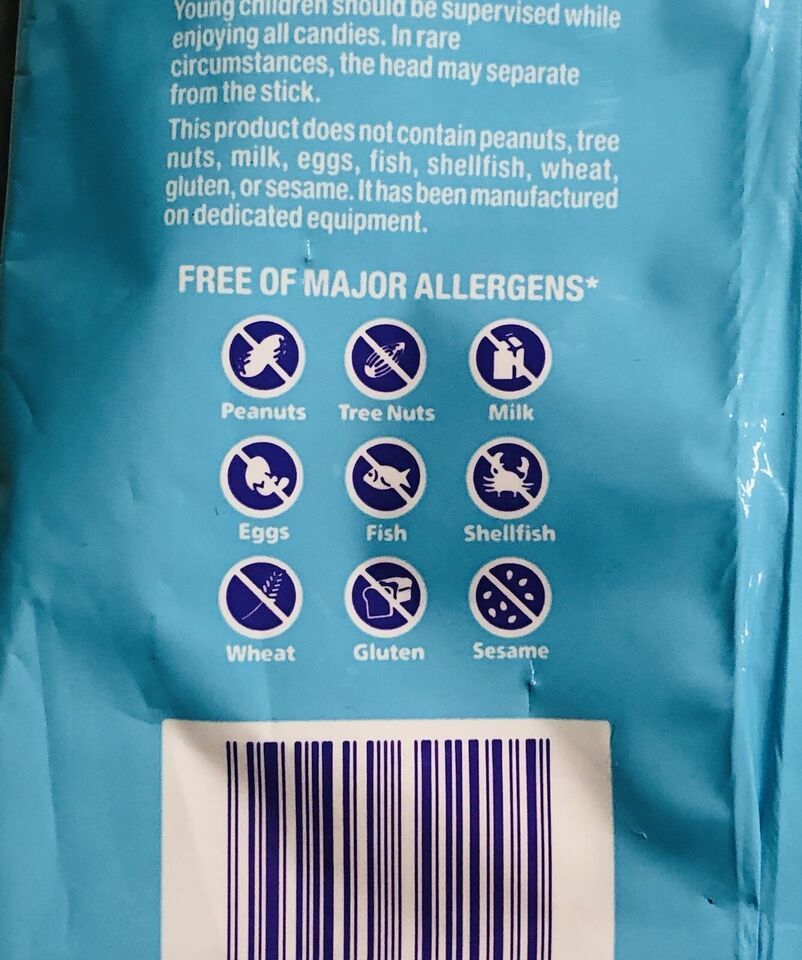 Young children should be supervised while
enjoying all candies. In rare
circumstances, the head may separate
from the stick.
This product does not contain peanuts, tree
nuts, milk, eggs, fish, shellfish, wheat,
gluten, or sesame. It has been manufactured
on dedicated equipment.
FREE OF MAJOR ALLERGENS*
Peanuts Tree Nuts Milk
Eggs Fish Shellfish
Wheat Gluten Sesame